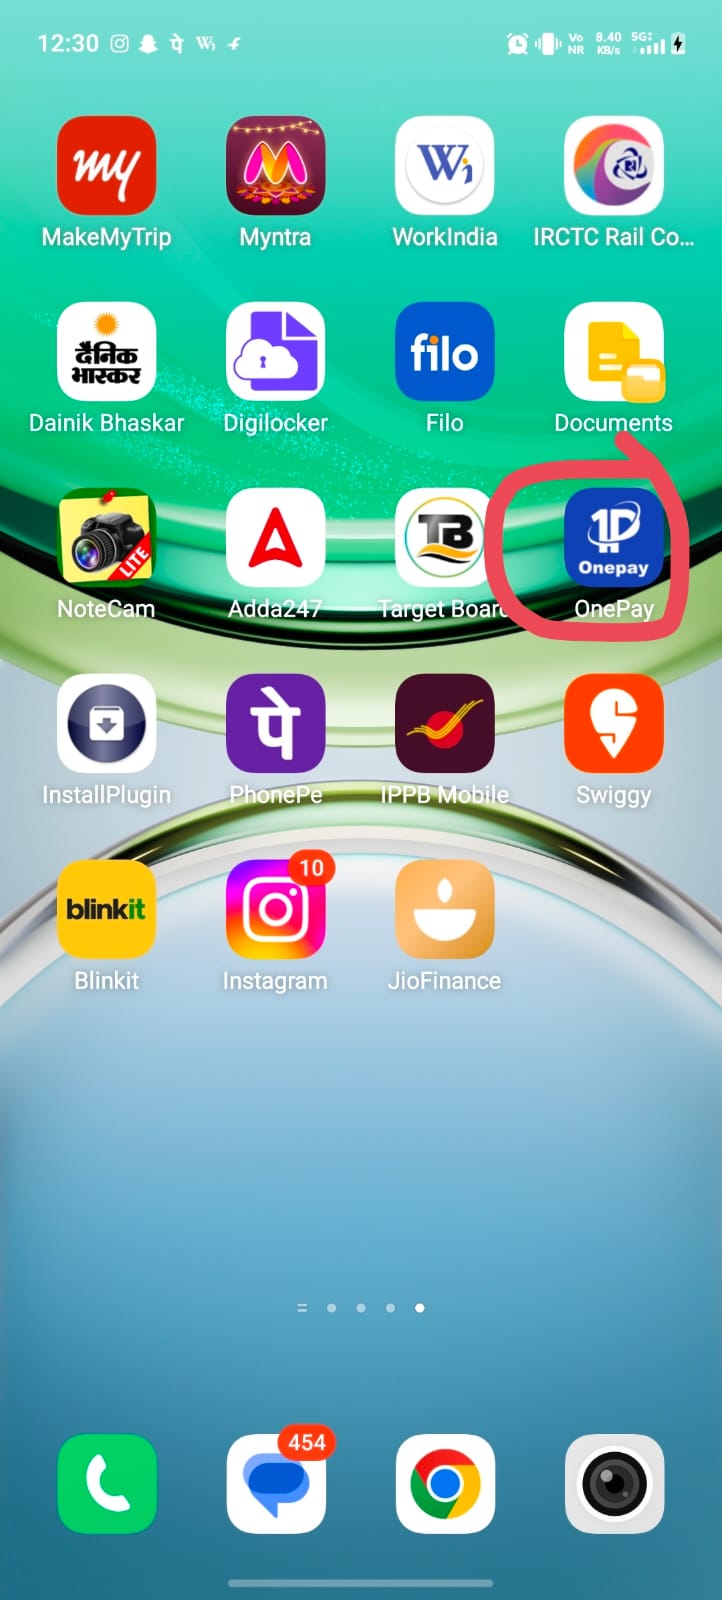 12:30
Vo
NR
8.40
KB/s
5G
my
MakeMyTrip
Myntra
W
WorkIndia
IRCTC Rail Co...
दैनिक
भास्कर
Dainik Bhaskar
Digilocker
filo
Filo
Documents
LITE
NoteCam
Adda247
TB
Target Board
1P
Onepay
OnePay
InstallPlugin
पे
PhonePe
IPPB Mobile
Swiggy
blinkit
Blinkit
10
Instagram
JioFinance
454